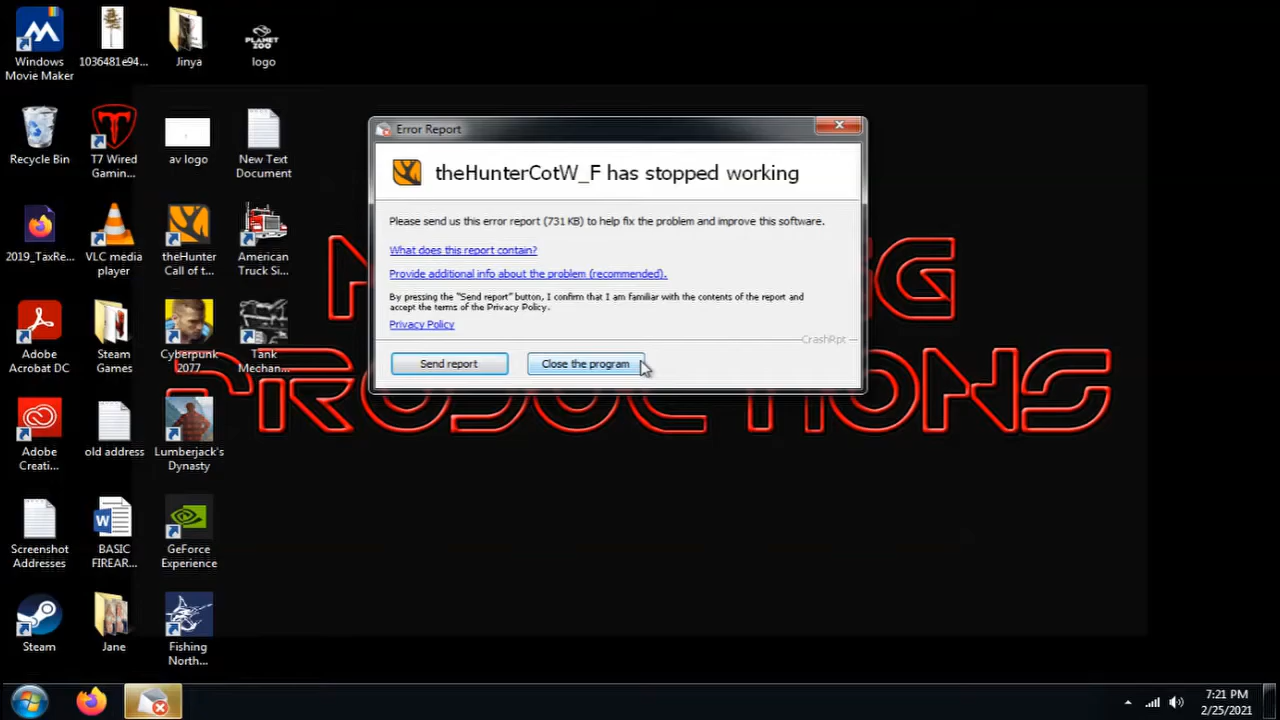 Windows
Movie Maker
1036481e94...
Jinya
PLANET
ZOO
logo
Recycle Bin
T7 Wired
Gaming...
av logo
New Text
Document
2019_TaxRe...
VLC media
player
theHunter
Call of t...
American
Truck Si...
Adobe
Acrobat DC
Steam
Games
Cyberpunk
2077
Tank
Mechan...
Adobe
Creati...
old address
Lumberjack's
Dynasty
Screenshot
Addresses
BASIC
FIREAR...
GeForce
Experience
Steam
Jane
Fishing
North...
Error Report
theHunterCotW_F has stopped working
Please send us this error report (731 KB) to help fix the problem and improve this software.
What does this report contain?
Provide additional info about the problem (recommended).
By pressing the "Send report" button, I confirm that I am familiar with the contents of the report and
accept the terms of the Privacy Policy.
Privacy Policy
CrashRpt
Send report
Close the program
PRODUCTIONS
7:21 PM
2/25/2021